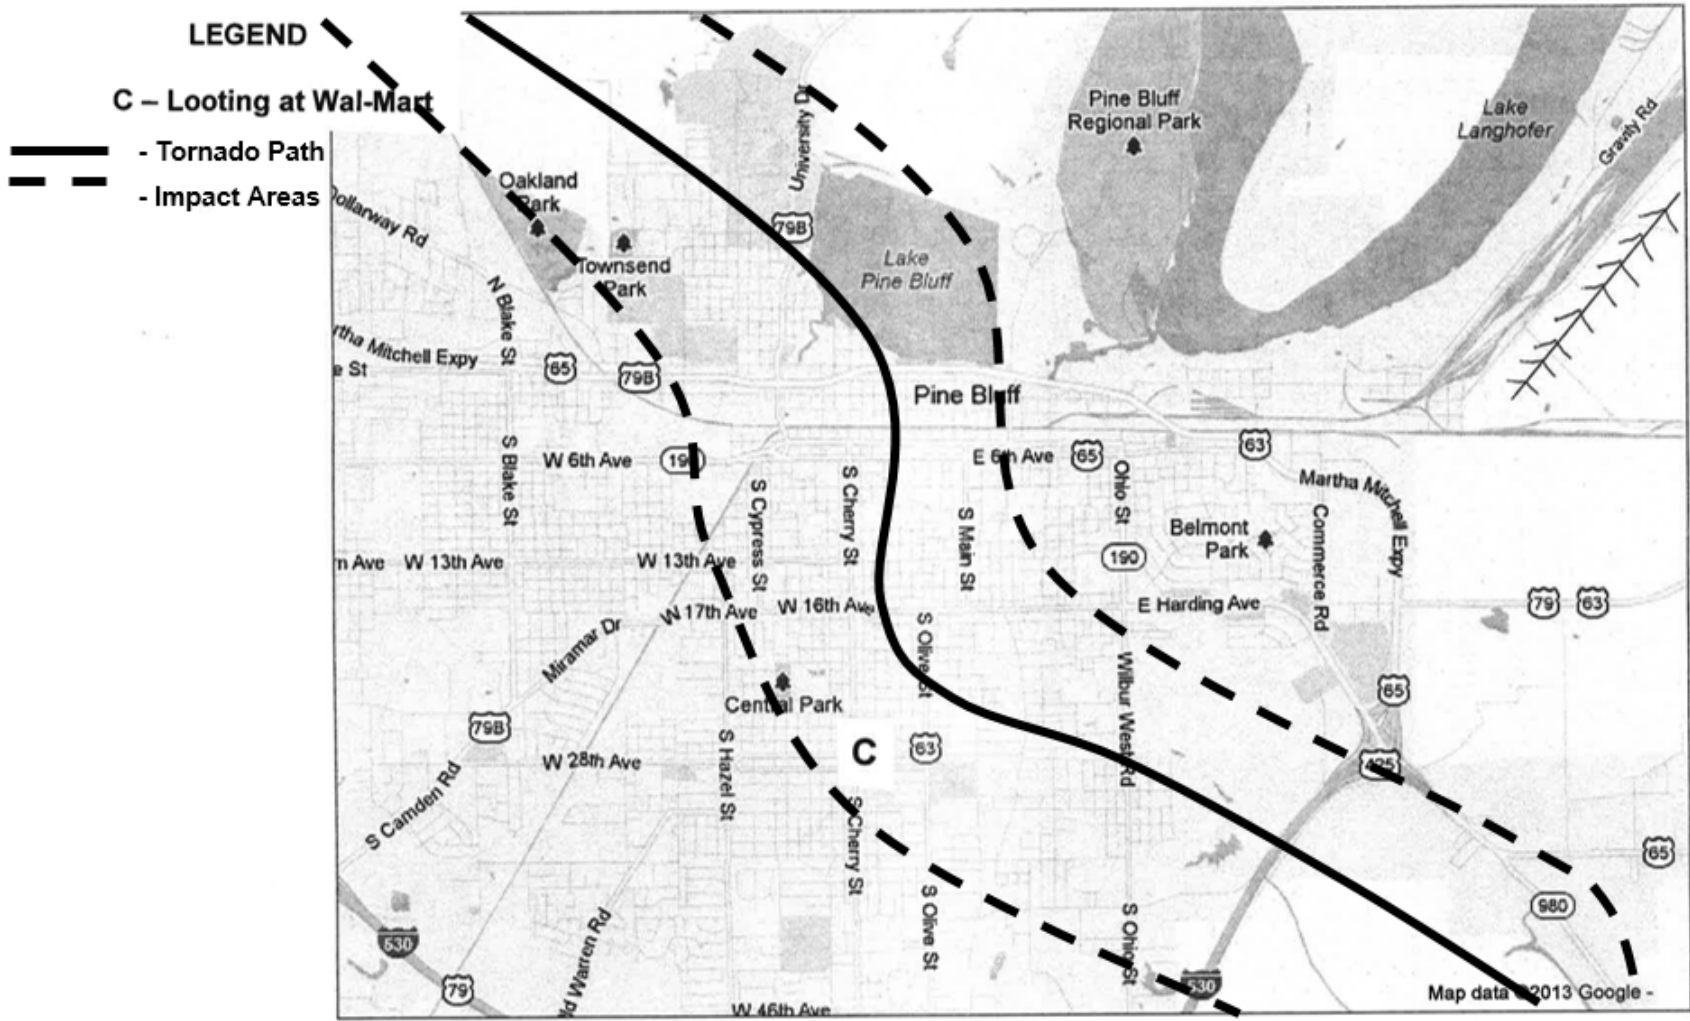 LEGEND
C – Looting at Wal-Mart
- Tornado Path
- Impact Areas
Oakland
Park
Townsend
Park
University Dr
79B
Lake
Pine Bluff
Pine Bluff
Regional Park
Lake
Langhofer
Gravity Rd
Dollarway Rd
N Blake St
rtha Mitchell Expy
e St
65
79B
Pine Bluff
W 6th Ave
190
E 6th Ave
65
63
Martha Mitchell Expy
S Blake St
S Cypress St
S Cherry St
S Main St
Ohio St
190
Belmont
Park
Commerce Rd
n Ave
W 13th Ave
W 13th Ave
W 17th Ave
W 16th Ave
E Harding Ave
79
63
Miramar Dr
S Olive St
Wilbur West Rd
65
Central Park
79B
C
63
S Hazel St
W 28th Ave
425
S Camden Rd
S Cherry St
65
S Olive St
S Ohio St
980
530
79
ld Warren Rd
530
W 46th Ave
Map data ©2013 Google -